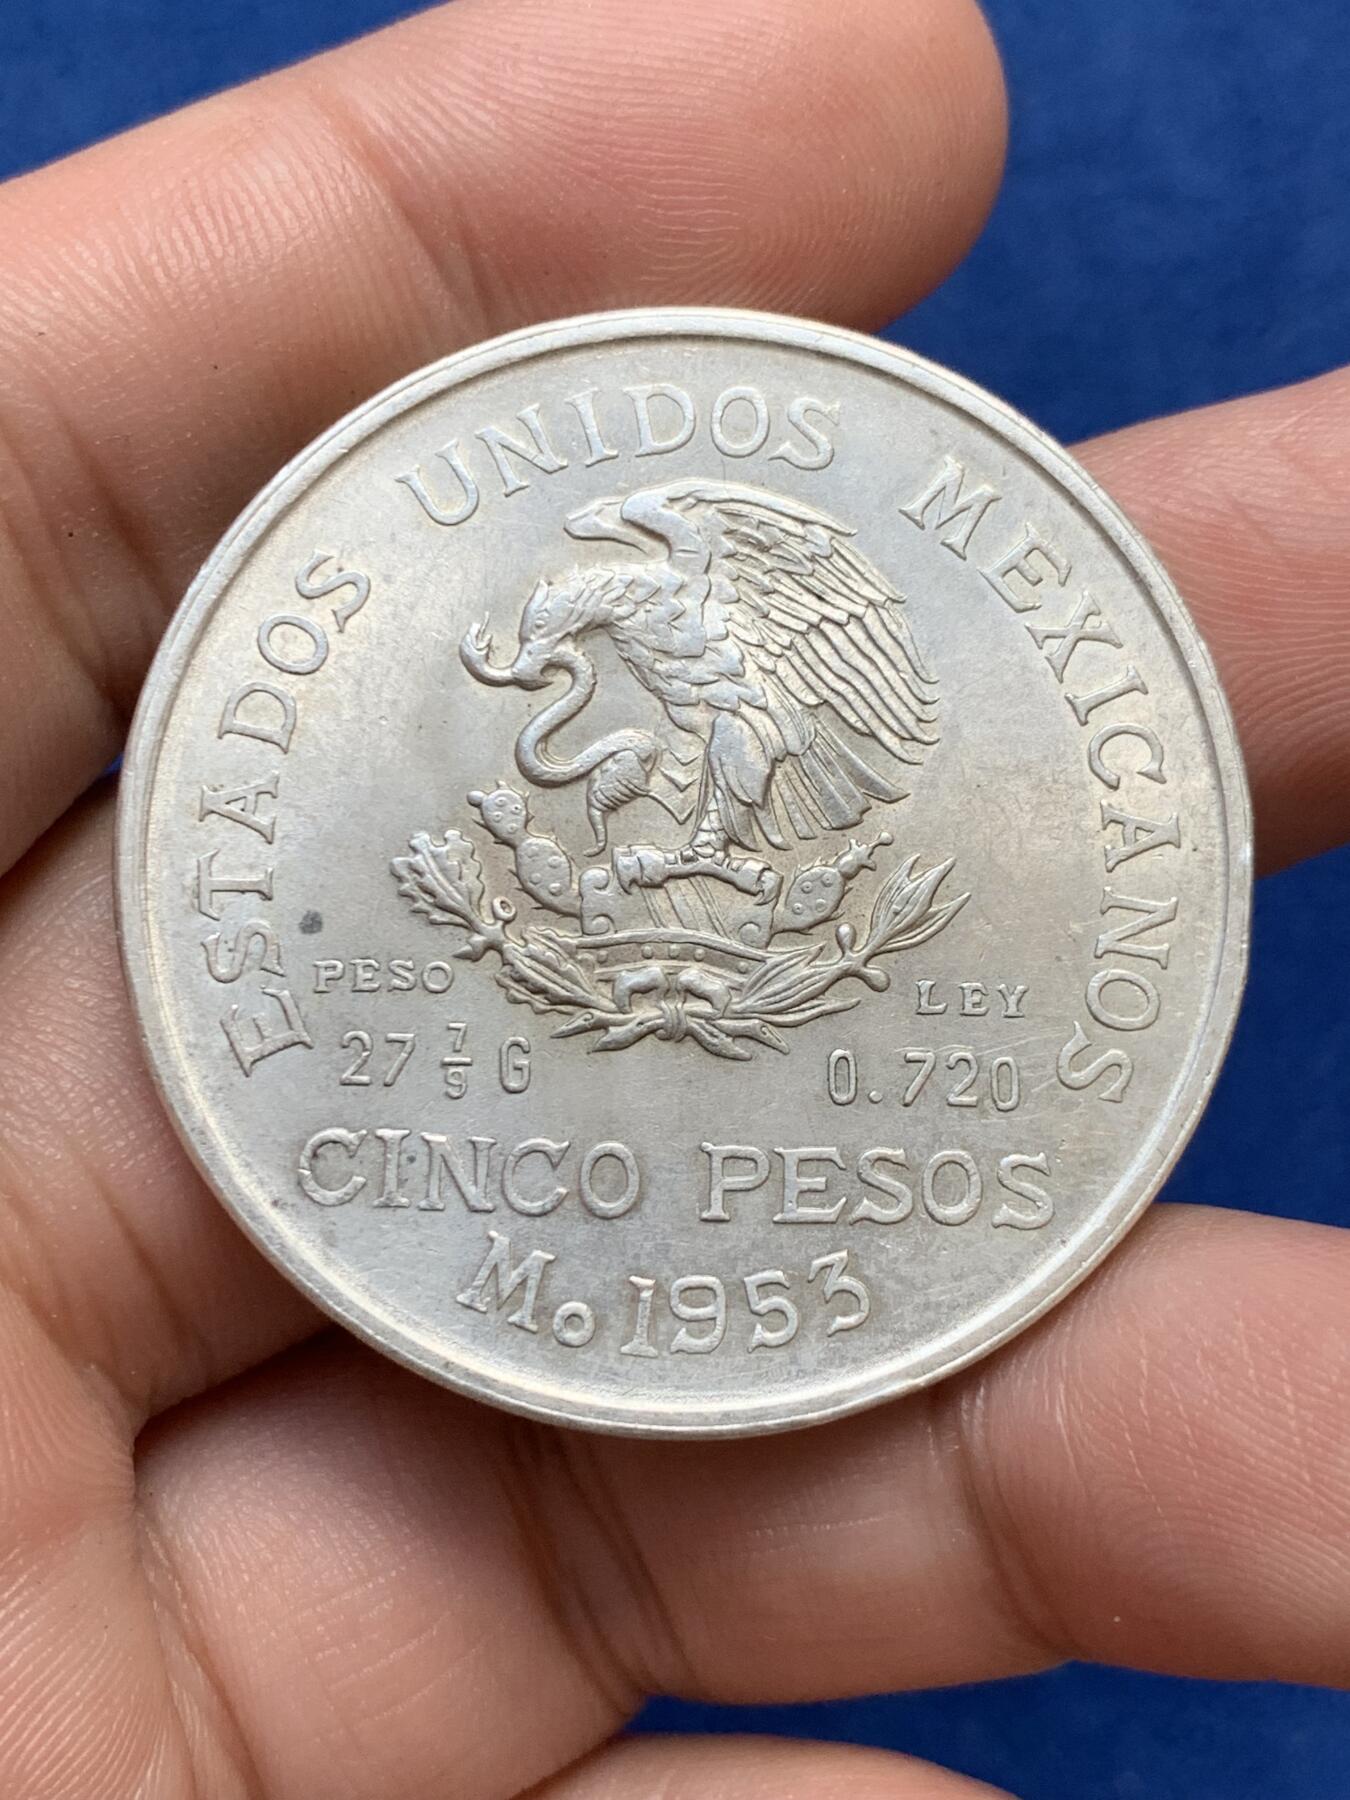 ESTADOS UNIDOS MEXICANOS
PESO
27 7/9 G
LEY
0.720
CINCO PESOS
Mo 1953